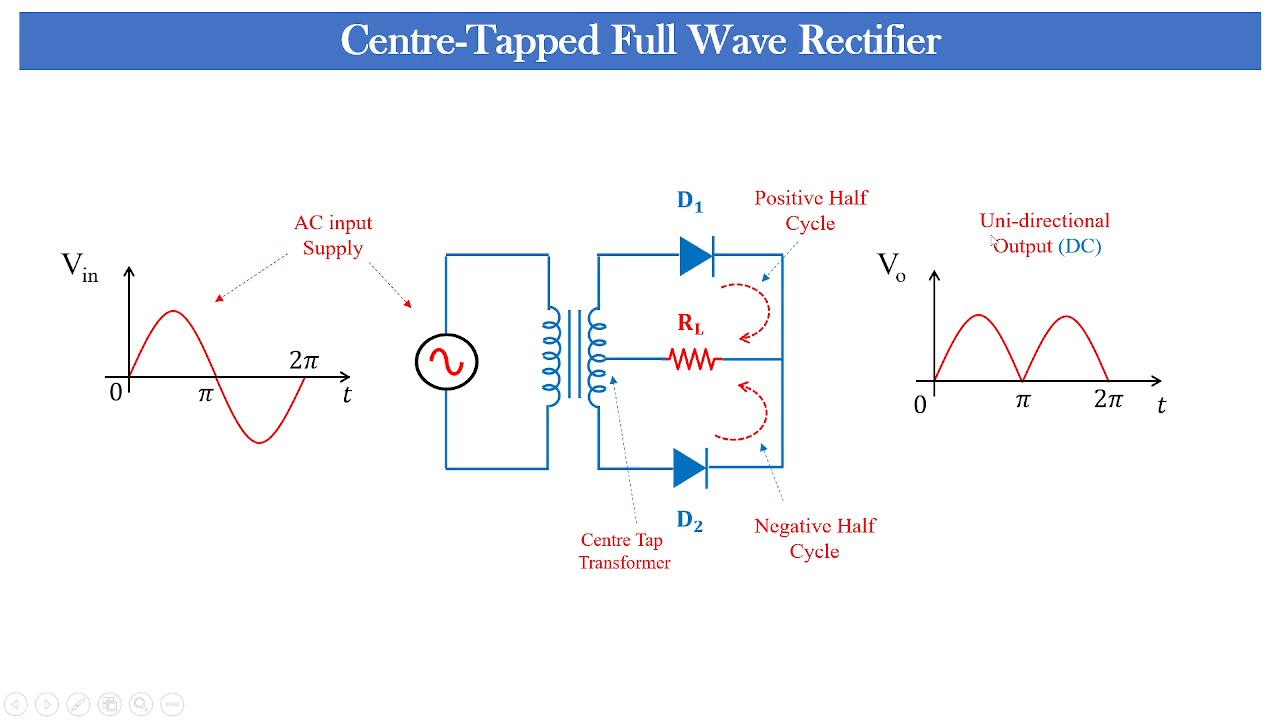 Centre-Tapped Full Wave Rectifier
D₁
Positive Half
Cycle
AC input
Supply
Uni-directional
Output (DC)
Vin
Vo
R_L
2π
0
π
t
0
π
2π
t
D₂
Centre Tap
Transformer
Negative Half
Cycle